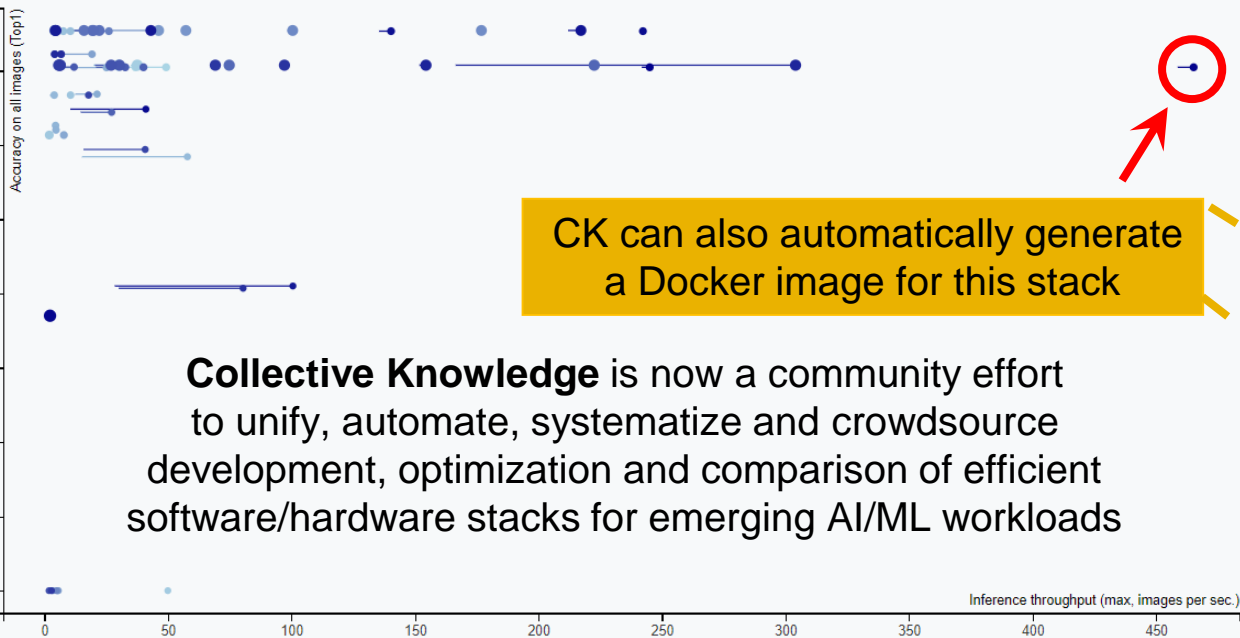 Accuracy on all images (Top1)
CK can also automatically generate
a Docker image for this stack
Collective Knowledge is now a community effort
to unify, automate, systematize and crowdsource
development, optimization and comparison of efficient
software/hardware stacks for emerging AI/ML workloads
Inference throughput (max, images per sec.)
0 50 100 150 200 250 300 350 400 450